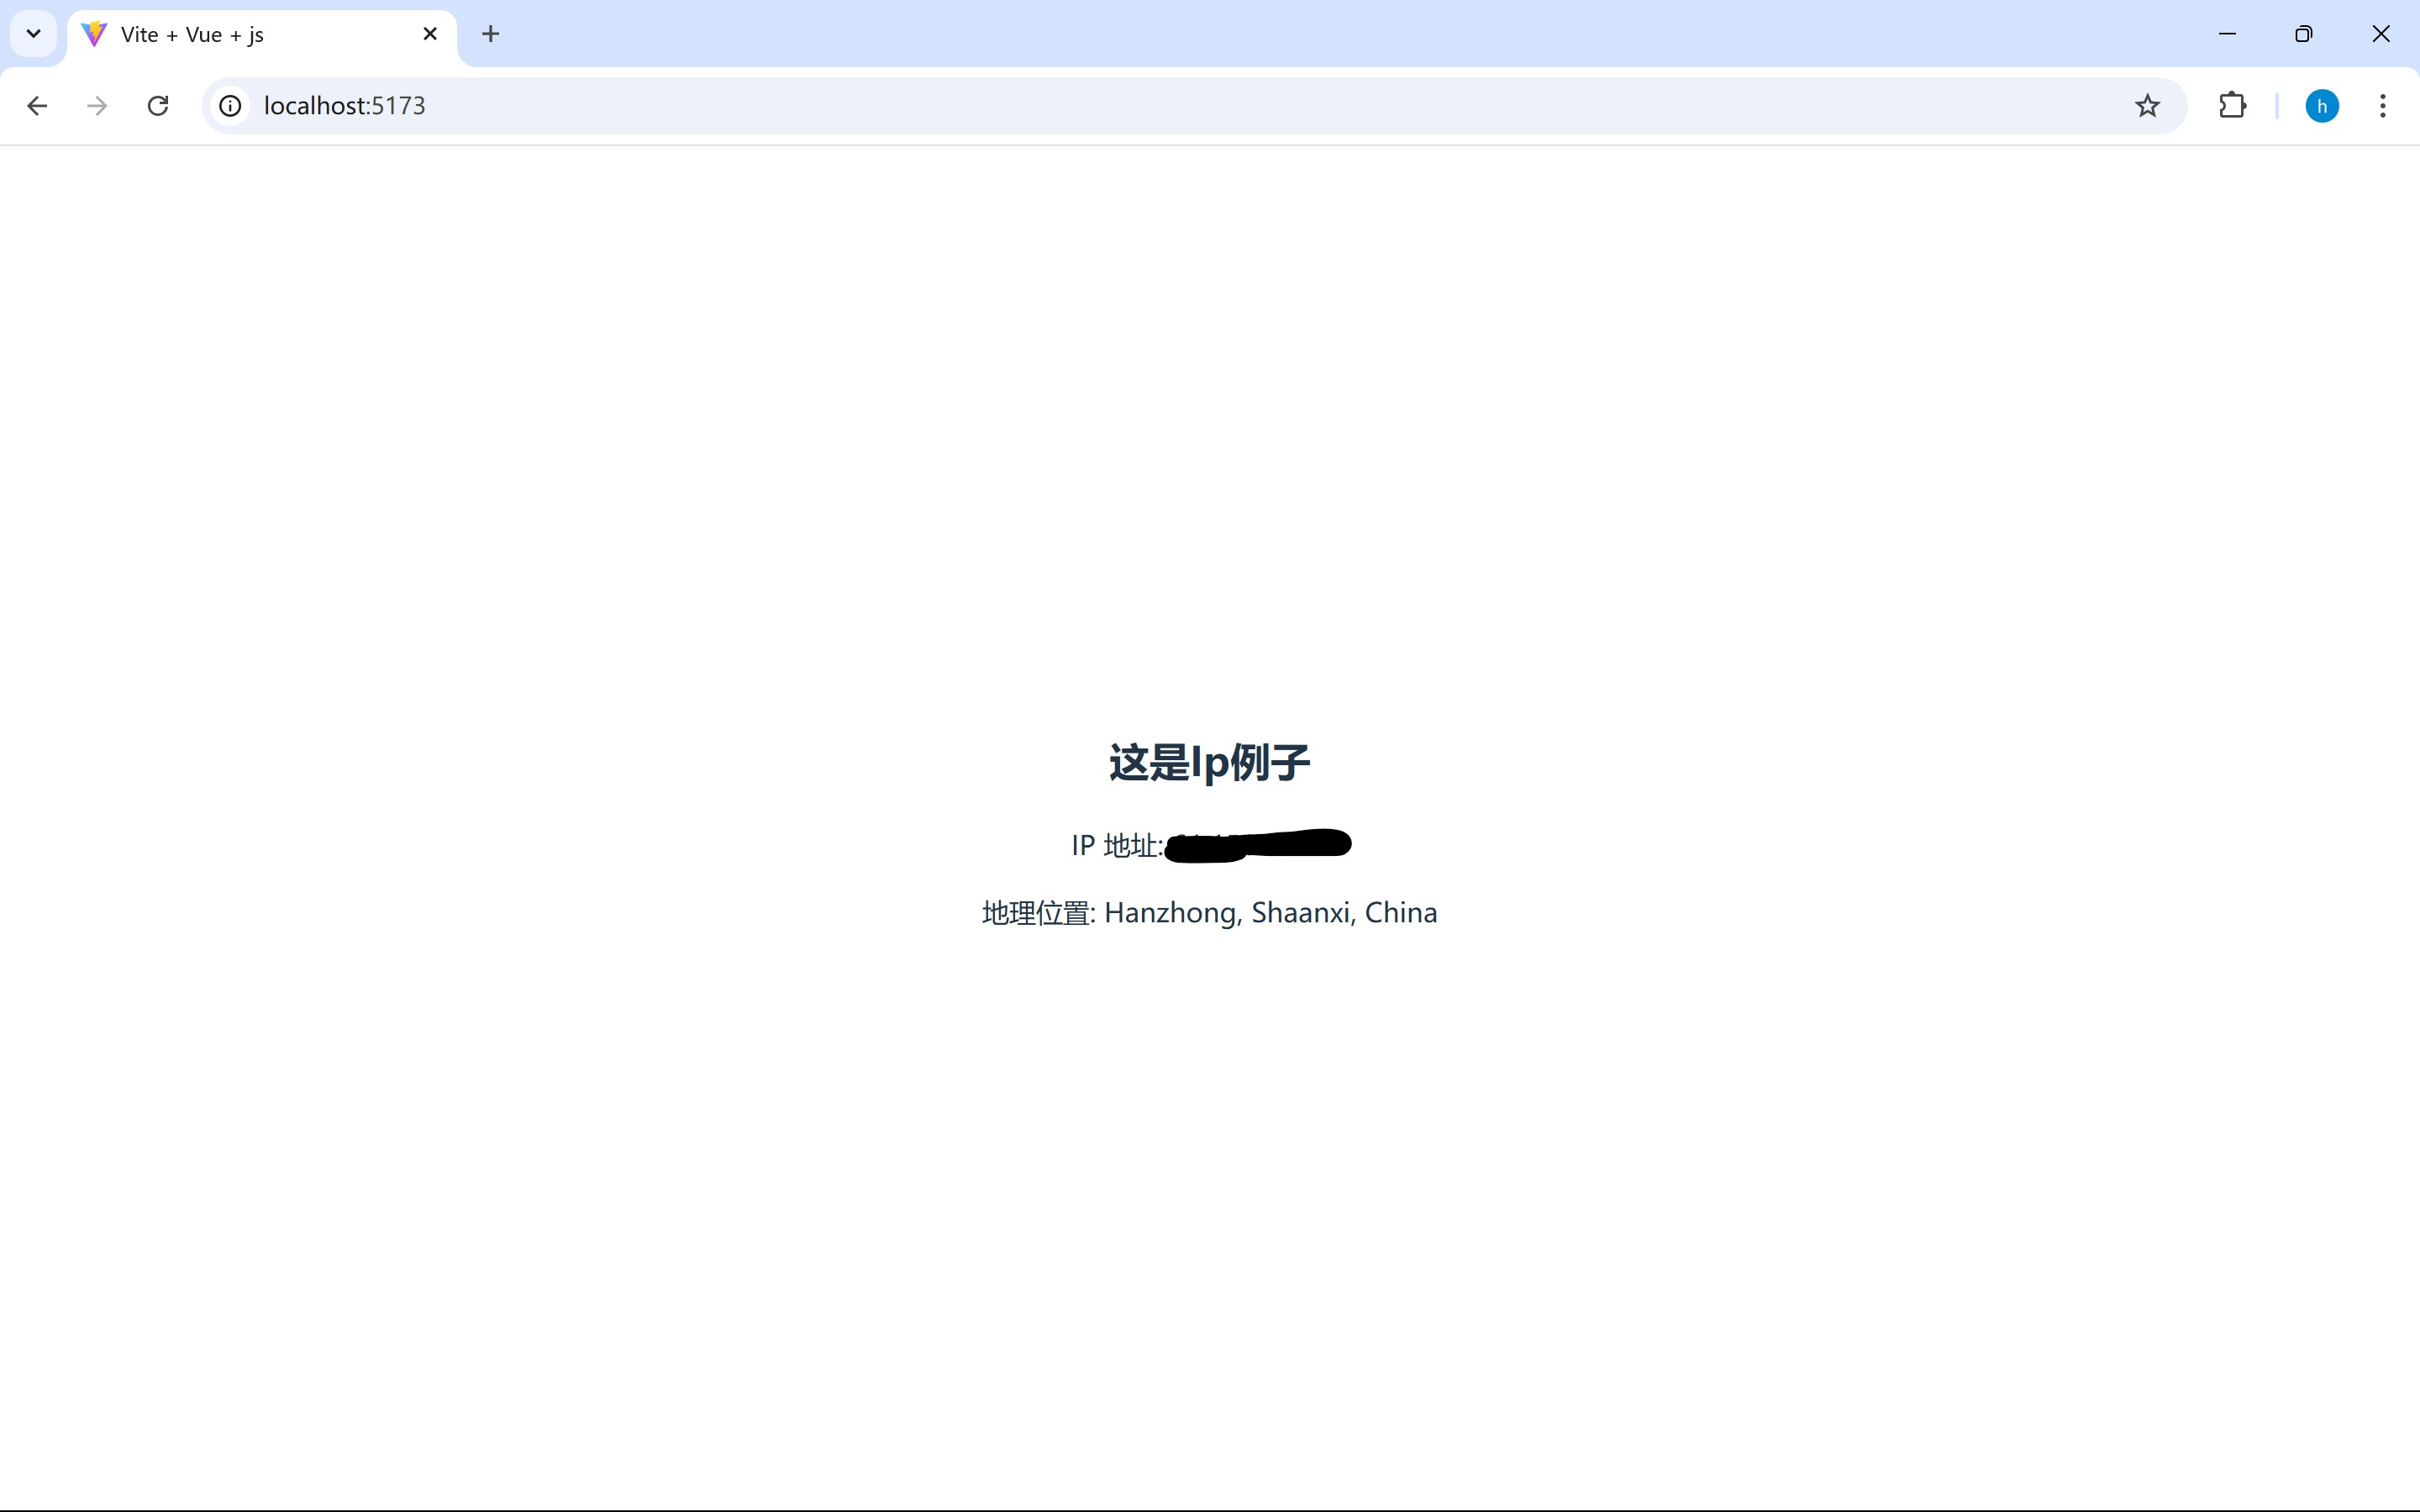 Vite + Vue + js
localhost:5173
h
这是Ip例子
IP 地址:
地理位置: Hanzhong, Shaanxi, China